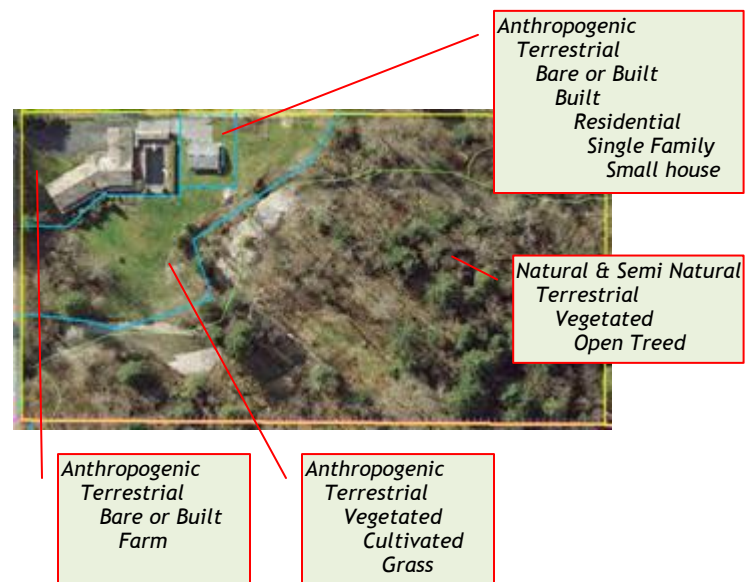 Anthropogenic
Terrestrial
Bare or Built
Built
Residential
Single Family
Small house
Natural & Semi Natural
Terrestrial
Vegetated
Open Treed
Anthropogenic
Terrestrial
Bare or Built
Farm
Anthropogenic
Terrestrial
Vegetated
Cultivated
Grass